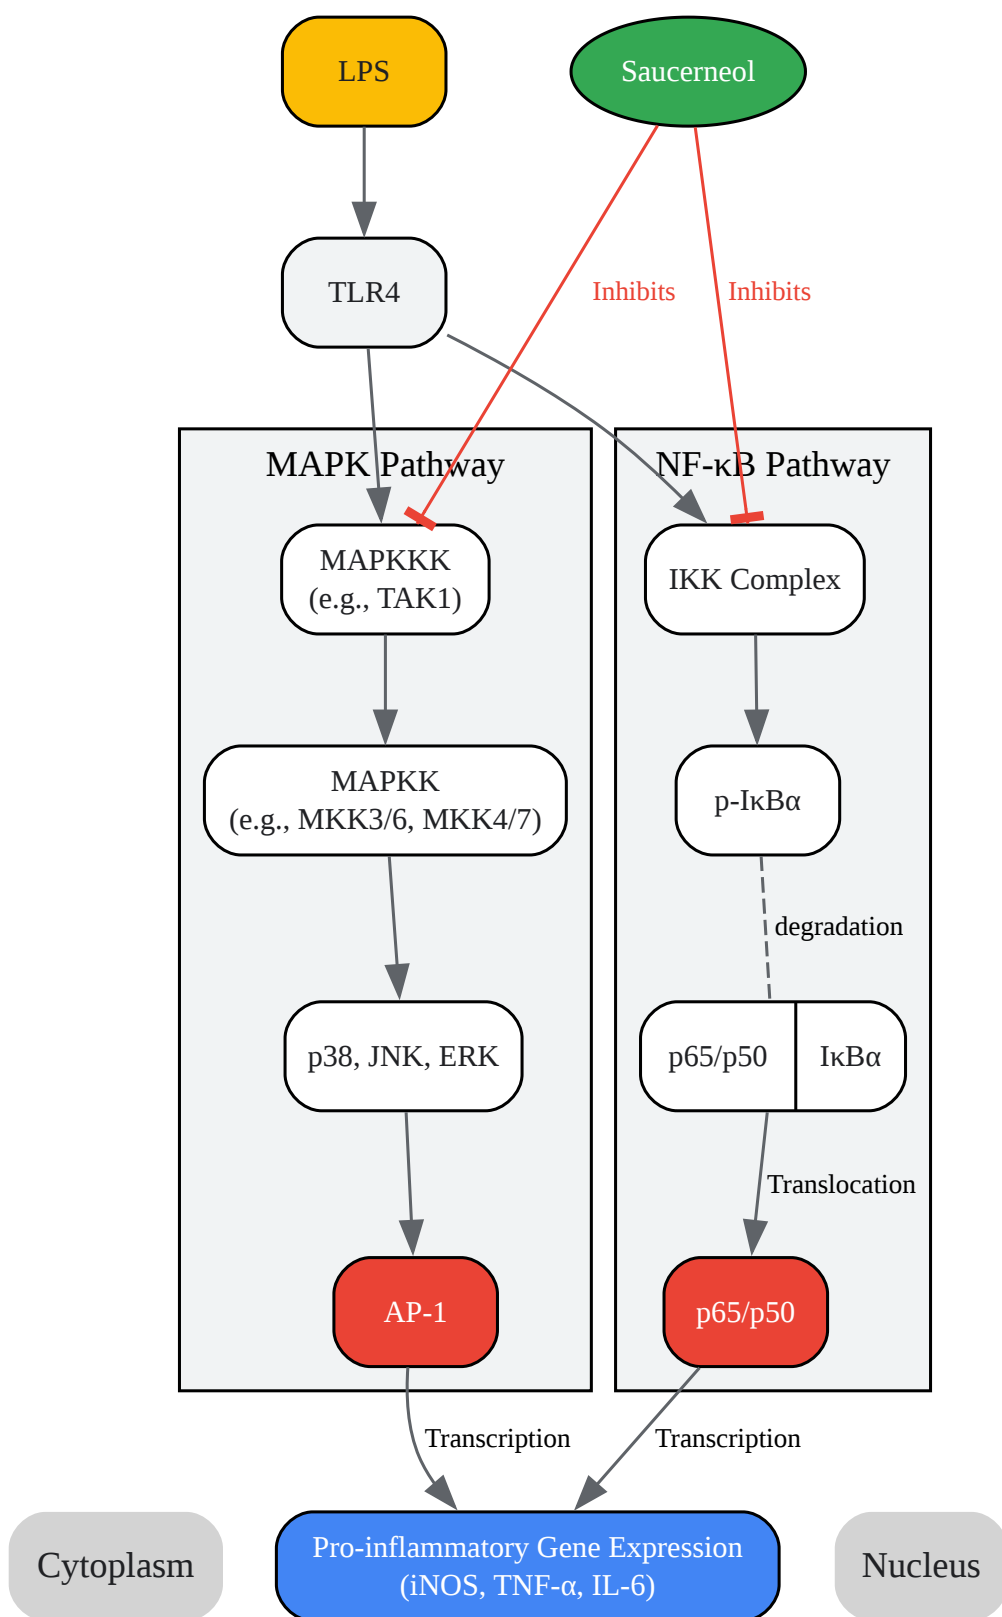 LPS
Saucerneol
TLR4
Inhibits
Inhibits
MAPK Pathway
NF-κB Pathway
MAPKKK
(e.g., TAK1)
IKK Complex
MAPKK
(e.g., MKK3/6, MKK4/7)
p-IκBα
degradation
p38, JNK, ERK
p65/p50
IκBα
Translocation
AP-1
p65/p50
Transcription
Transcription
Cytoplasm
Pro-inflammatory Gene Expression
(iNOS, TNF-α, IL-6)
Nucleus